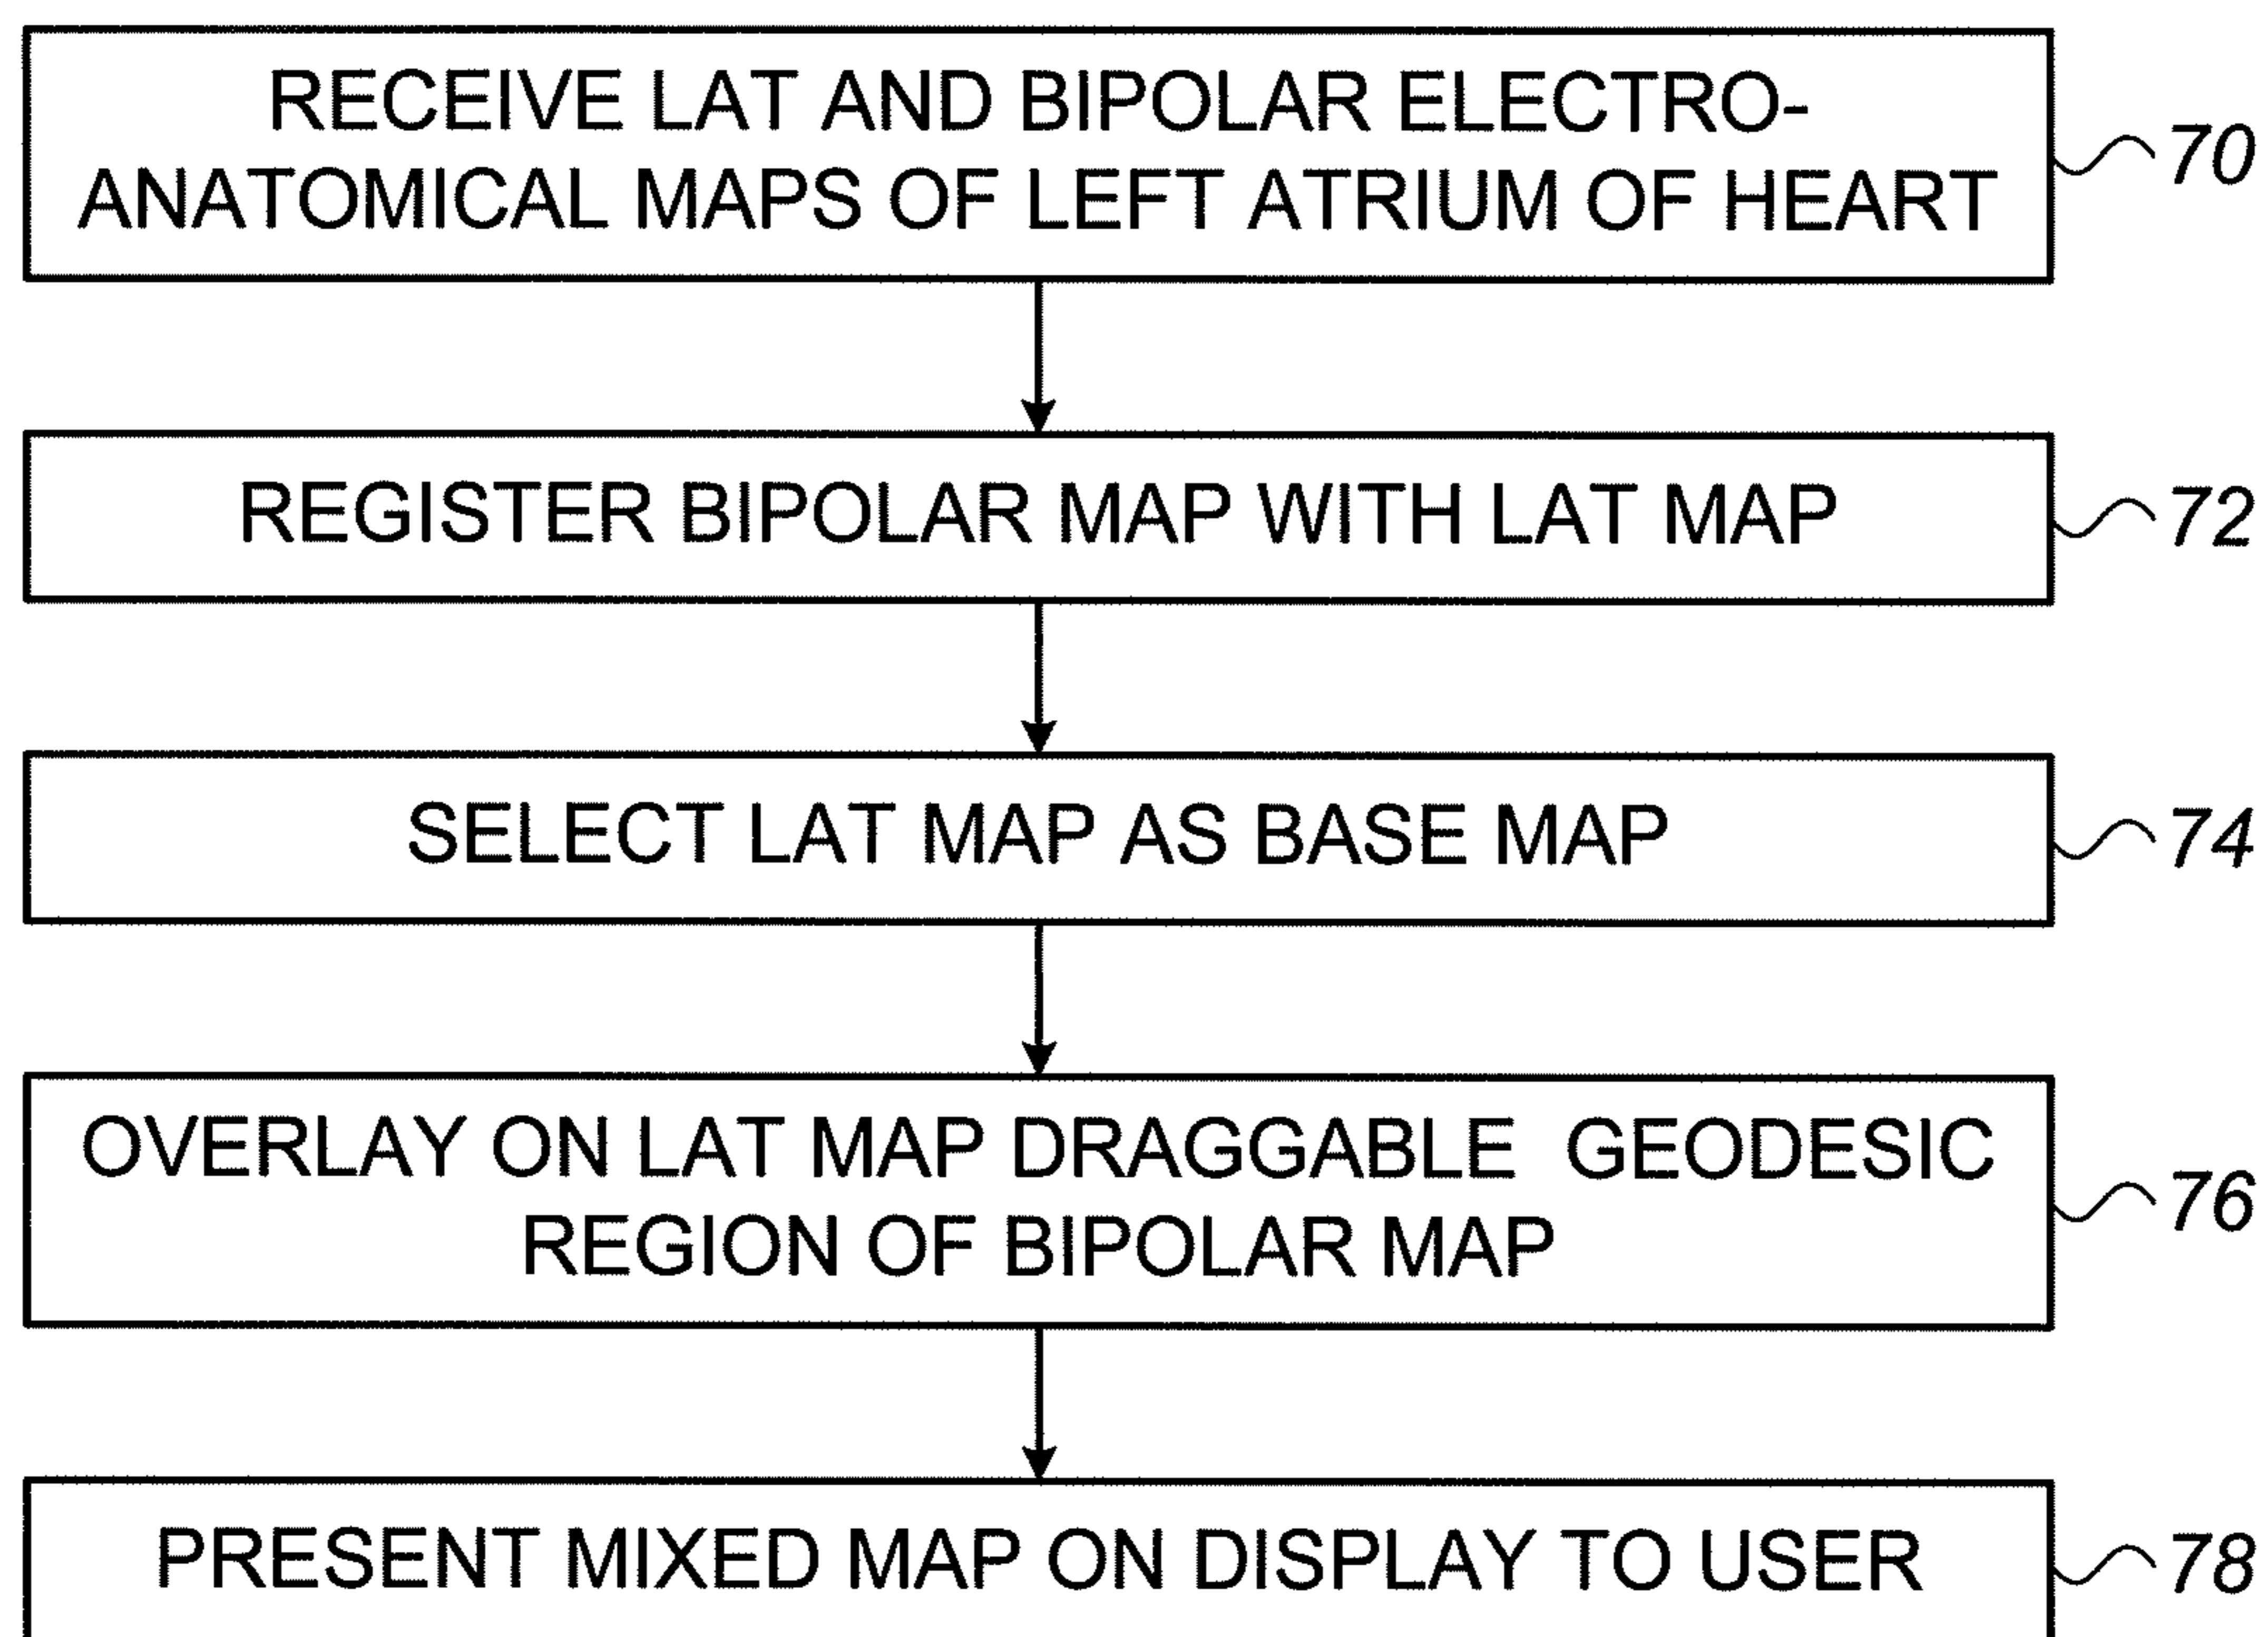 RECEIVE LAT AND BIPOLAR ELECTRO-
ANATOMICAL MAPS OF LEFT ATRIUM OF HEART
70
REGISTER BIPOLAR MAP WITH LAT MAP
72
SELECT LAT MAP AS BASE MAP
74
OVERLAY ON LAT MAP DRAGGABLE GEODESIC
REGION OF BIPOLAR MAP
76
PRESENT MIXED MAP ON DISPLAY TO USER
78